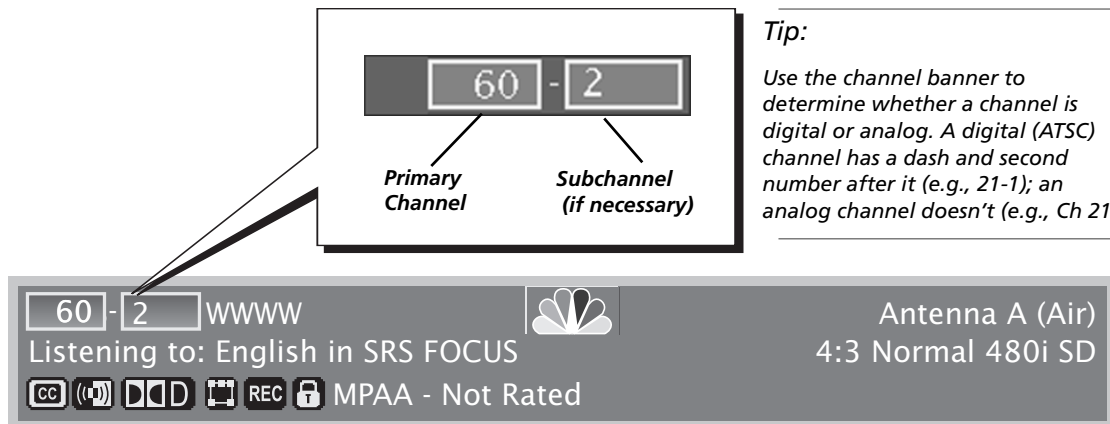 60 - 2
Primary
Channel
Subchannel
(if necessary)
Tip:
Use the channel banner to
determine whether a channel is
digital or analog. A digital (ATSC)
channel has a dash and second
number after it (e.g., 21-1); an
analog channel doesn't (e.g., Ch 21
60 - 2 WWWW
Antenna A (Air)
Listening to: English in SRS FOCUS
4:3 Normal 480i SD
CC REC T MPAA - Not Rated